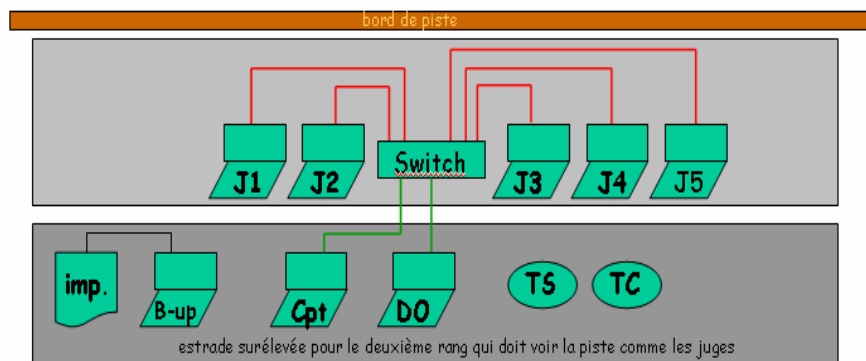 bord de piste
J1 J2 Switch J3 J4 J5
imp. B-up Cpt DO TS TC
estrade surélevée pour le deuxième rang qui doit voir la piste comme les juges